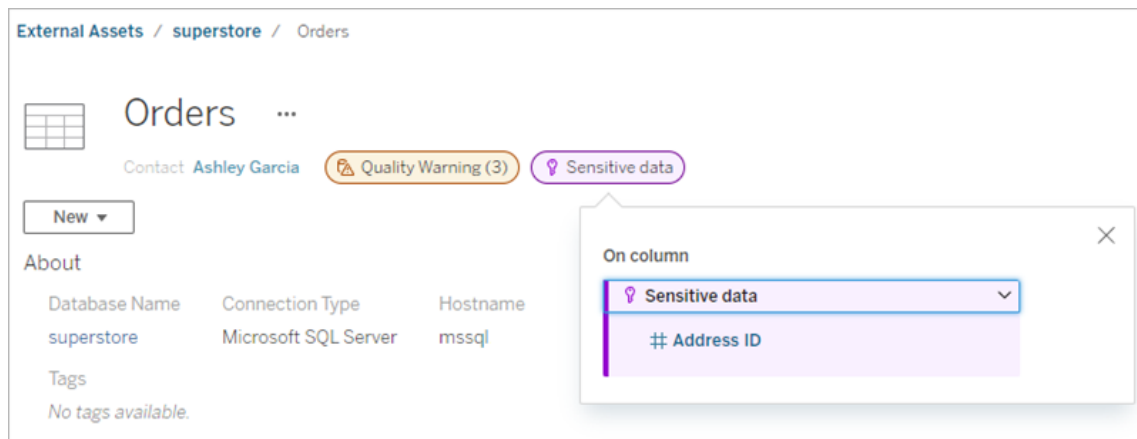 External Assets / superstore / Orders
Orders ...
Contact Ashley Garcia Quality Warning (3) Sensitive data
New
About
Database Name Connection Type Hostname
superstore Microsoft SQL Server mssql
Tags
No tags available.
On column
Sensitive data
Address ID